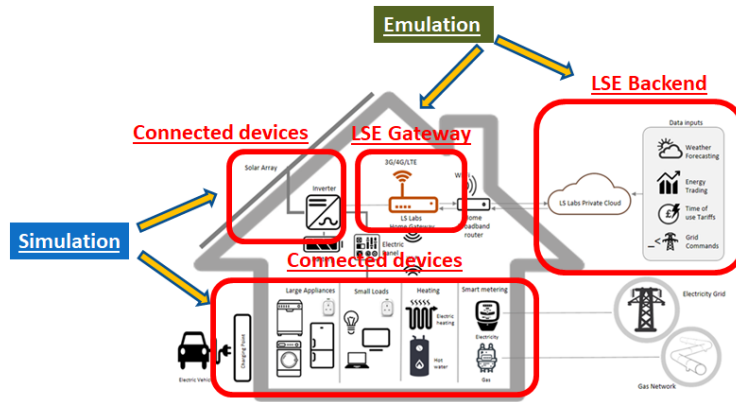 Emulation
LSE Backend
Connected devices
LSE Gateway
Data inputs
Solar Array
3G/4G/LTE
Weather
Forecasting
Inverter
Energy
Trading
LS Labs
Home Gateway
Home
broadband
router
LS Labs Private Cloud
Time of
use Tariffs
Simulation
Electric
Grid
Commands
Connected devices
Large Appliances
Small Loads
Heating
Smart metering
Electricity Grid
Electric
heating
Electricity
Charging Point
Hot
water
Gas
Electric Vehicle
Gas Network